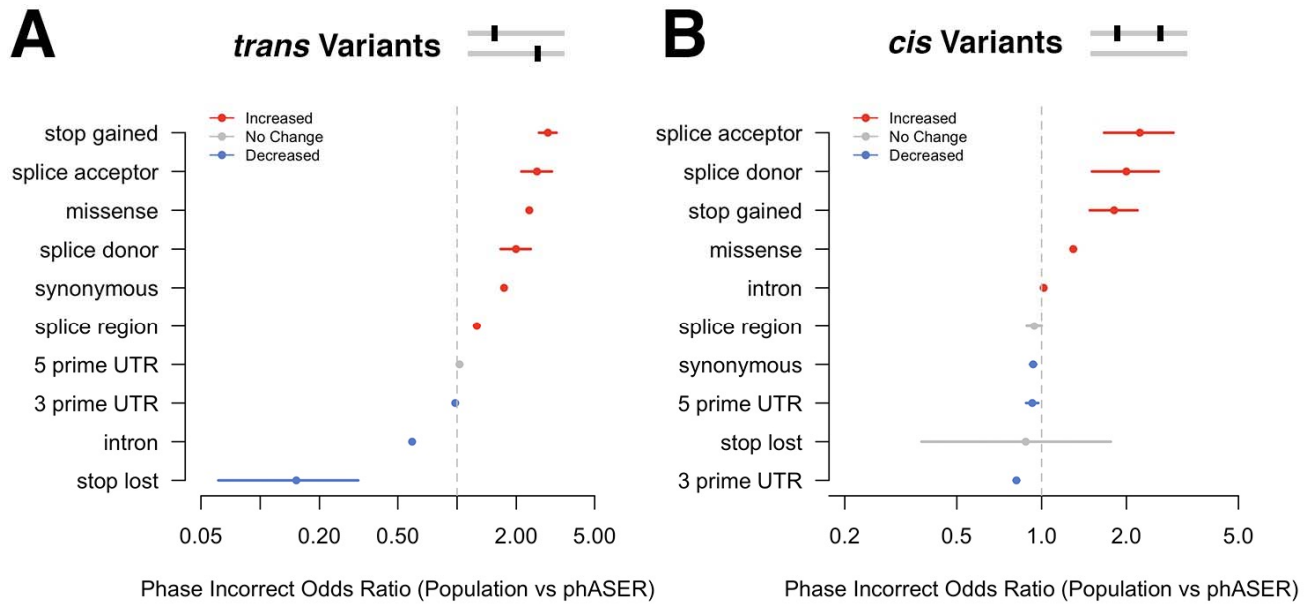 A
trans Variants
Increased
No Change
Decreased
stop gained
splice acceptor
missense
splice donor
synonymous
splice region
5 prime UTR
3 prime UTR
intron
stop lost
0.05 0.20 0.50 2.00 5.00
Phase Incorrect Odds Ratio (Population vs phASER)
B
cis Variants
Increased
No Change
Decreased
splice acceptor
splice donor
stop gained
missense
intron
splice region
synonymous
5 prime UTR
stop lost
3 prime UTR
0.2 0.5 1.0 2.0 5.0
Phase Incorrect Odds Ratio (Population vs phASER)